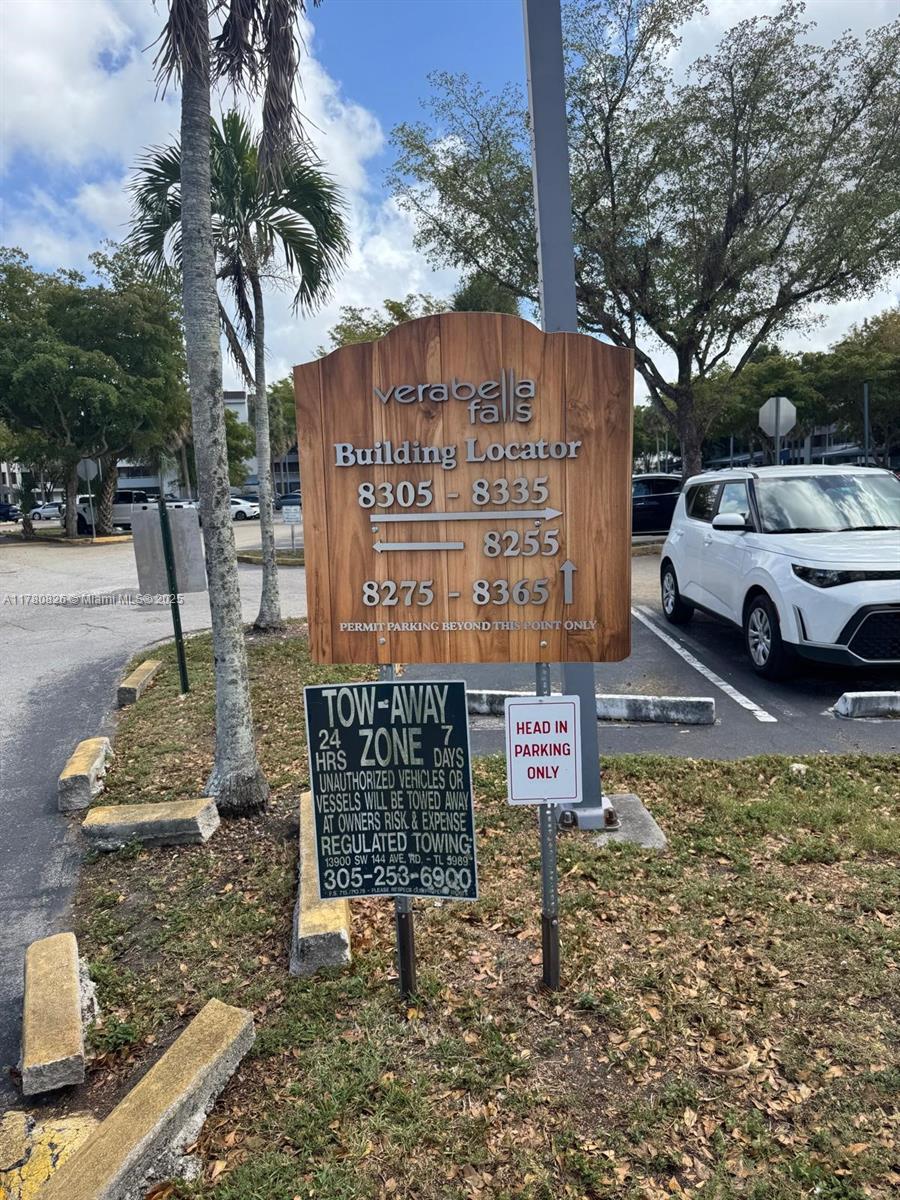 verabella
falls
Building Locator
8305 - 8335
8255
8275 - 8365
PERMIT PARKING BEYOND THIS POINT ONLY
TOW-AWAY
24 ZONE 7
HRS DAYS
UNAUTHORIZED VEHICLES OR
VESSELS WILL BE TOWED AWAY
AT OWNERS RISK & EXPENSE
REGULATED TOWING
13900 SW 144 AVE. RD. - TL 5989
305-253-6900
HEAD IN
PARKING
ONLY
A11780826 © Miami MLS © 2025